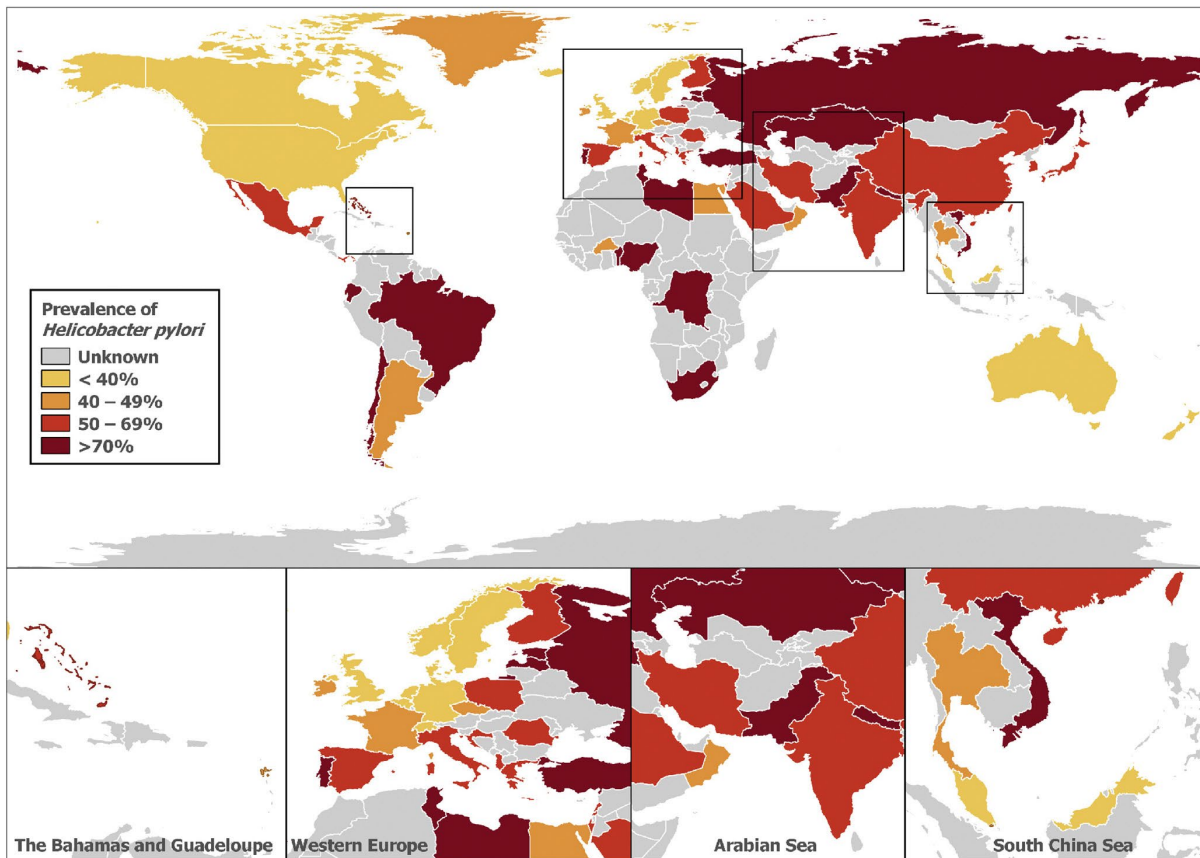 Prevalence of
Helicobacter pylori
Unknown
< 40%
40 – 49%
50 – 69%
>70%
The Bahamas and Guadeloupe
Western Europe
Arabian Sea
South China Sea